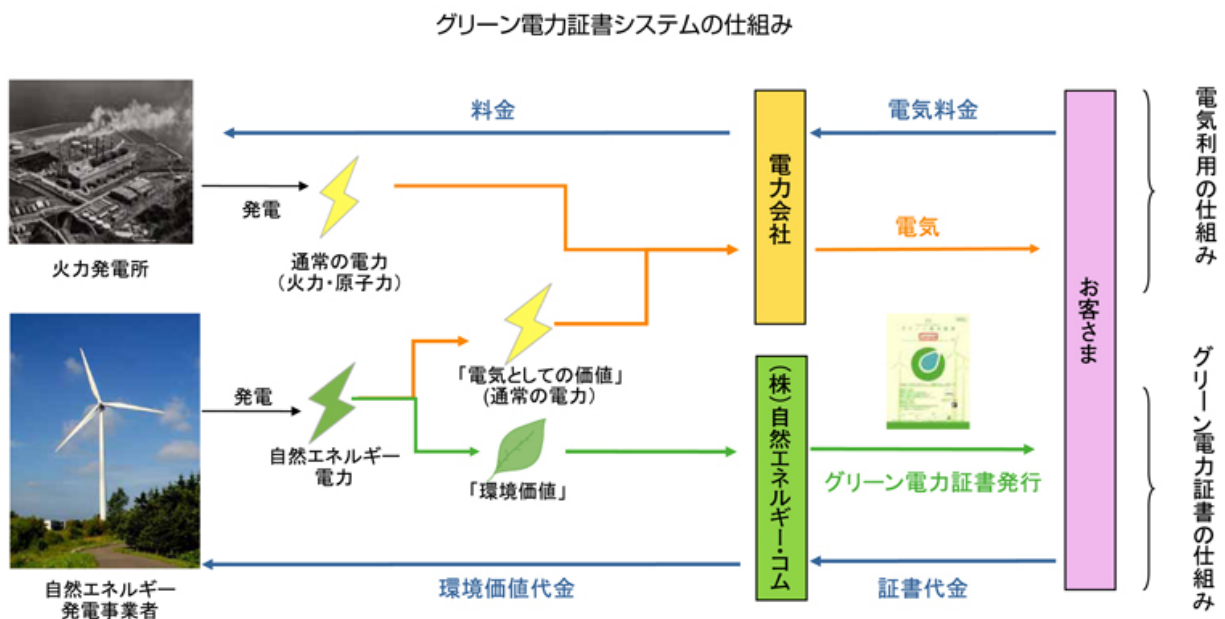 グリーン電力証書システムの仕組み
料金
電気料金
電力会社
お客さま
電気利用の仕組み
発電
火力発電所
通常の電力
（火力・原子力）
電気
発電
「電気としての価値」
(通常の電力）
自然エネルギー
電力
「環境価値」
（株）自然エネルギー・コム
グリーン電力証書発行
グリーン電力証書の仕組み
自然エネルギー
発電事業者
環境価値代金
証書代金